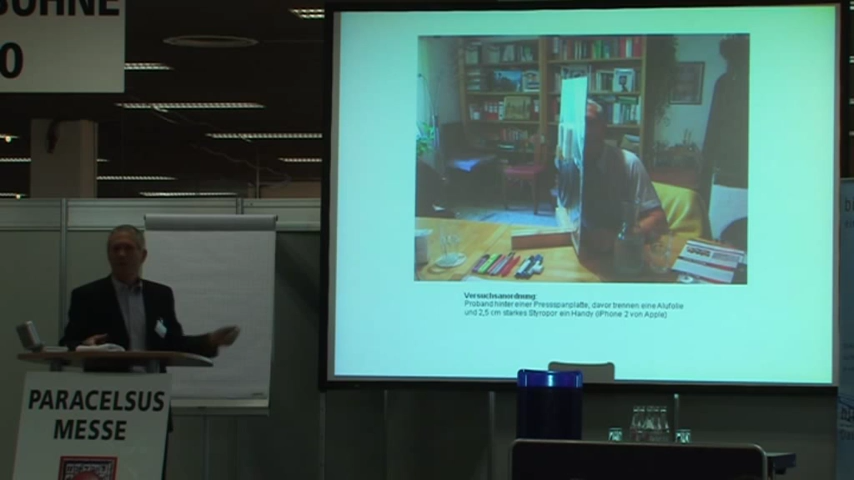 BÜHNE
0
PARACELSUS
MESSE
Versuchsanordnung:
Proband hinter einer Pressspanplatte, davor trennen eine Alufolie
und 2,5 cm starkes Styropor ein Handy (iPhone 2 von Apple)